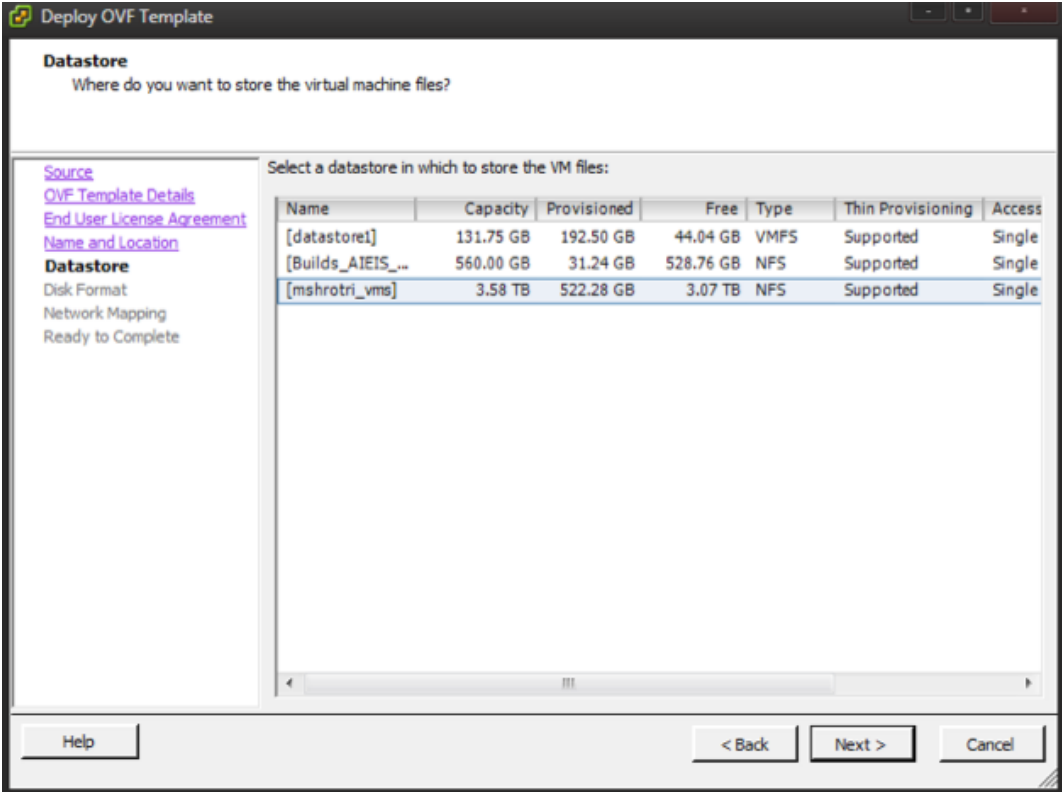 Deploy OVF Template
Datastore
Where do you want to store the virtual machine files?
Source
OVF Template Details
End User License Agreement
Name and Location
Datastore
Disk Format
Network Mapping
Ready to Complete
Select a datastore in which to store the VM files:
Name Capacity Provisioned Free Type Thin Provisioning Access
[datastore1] 131.75 GB 192.50 GB 44.04 GB VMFS Supported Single
[Builds_AIEIS_... 560.00 GB 31.24 GB 528.76 GB NFS Supported Single
[mshrotri_vms] 3.58 TB 522.28 GB 3.07 TB NFS Supported Single
Help < Back Next > Cancel